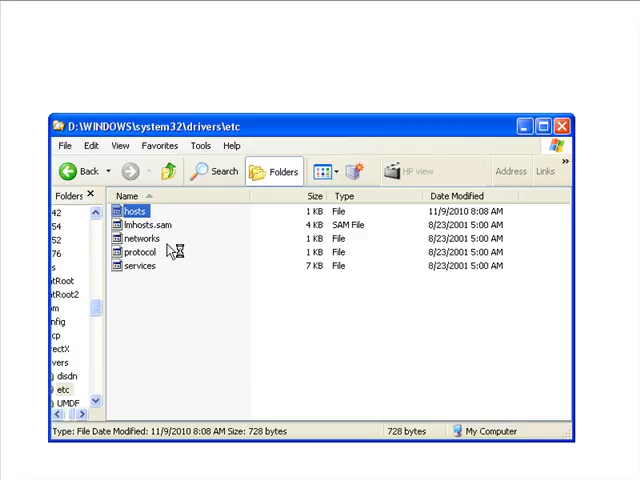 D:\WINDOWS\system32\drivers\etc
File Edit View Favorites Tools Help
Back Search Folders HP view Address Links »
Folders Name Size Type Date Modified
42 hosts 1 KB File 11/9/2010 8:08 AM
54 lmhosts.sam 4 KB SAM File 8/23/2001 5:00 AM
52 networks 1 KB File 8/23/2001 5:00 AM
76 protocol 1 KB File 8/23/2001 5:00 AM
s services 7 KB File 8/23/2001 5:00 AM
ntRoot
tRoot2
om
nfig
cp
rectX
vers
disdn
etc
UMDF
Type: File Date Modified: 11/9/2010 8:08 AM Size: 728 bytes 728 bytes My Computer